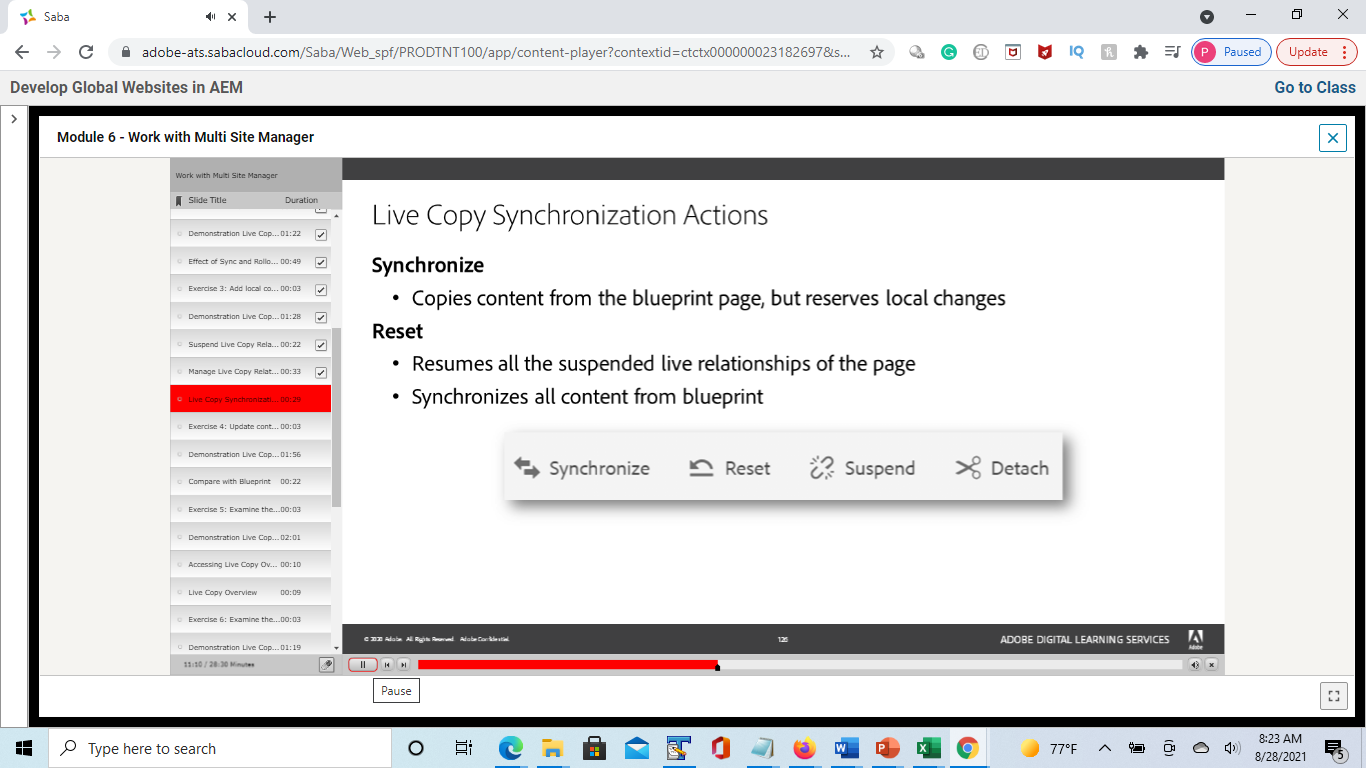 Saba
adobe-ats.sabacloud.com/Saba/Web_spf/PRODTNT100/app/content-player?contextid=ctctx000000023182697&s...
IQ
P Paused
Update
Develop Global Websites in AEM
Go to Class
Module 6 - Work with Multi Site Manager
Work with Multi Site Manager
Slide Title Duration
Demonstration Live Cop... 01:22
Effect of Sync and Rollo... 00:49
Exercise 3: Add local co... 00:03
Demonstration Live Cop... 01:28
Suspend Live Copy Rela... 00:22
Manage Live Copy Relat... 00:33
Live Copy Synchronizati... 00:29
Exercise 4: Update cont... 00:03
Demonstration Live Cop... 01:56
Compare with Blueprint 00:22
Exercise 5: Examine the... 00:03
Demonstration Live Cop... 02:01
Accessing Live Copy Ov... 00:10
Live Copy Overview 00:09
Exercise 6: Examine the... 00:03
Demonstration Live Cop... 01:19
11:10 / 28:30 Minutes
Live Copy Synchronization Actions
Synchronize
• Copies content from the blueprint page, but reserves local changes
Reset
• Resumes all the suspended live relationships of the page
• Synchronizes all content from blueprint
Synchronize Reset Suspend Detach
© 2020 Adobe. All Rights Reserved. Adobe Confidential.
126
ADOBE DIGITAL LEARNING SERVICES
Adobe
Pause
Type here to search
77°F
8:23 AM
8/28/2021
5